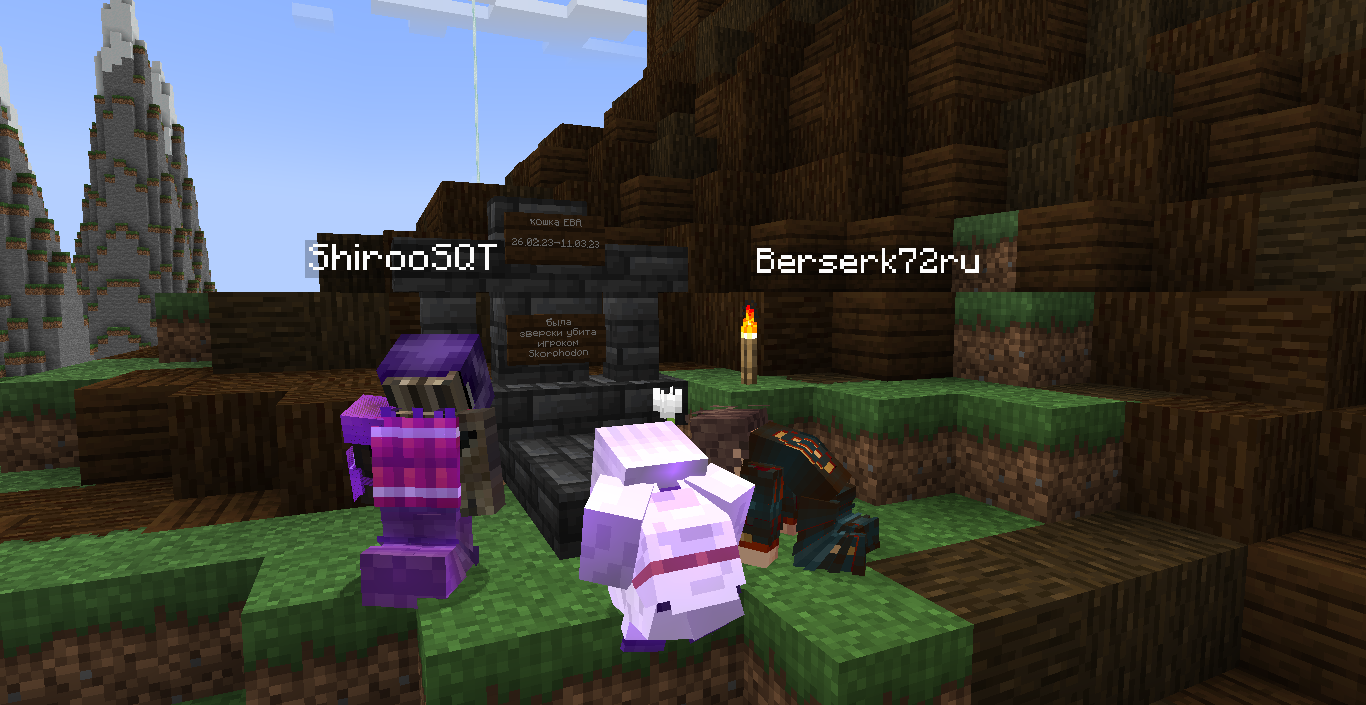 кошка ЕВА
26.02.23-11.03.23
ShirooSQT
Berserk72ru
была
зверски убита
игроком
Skorohodon